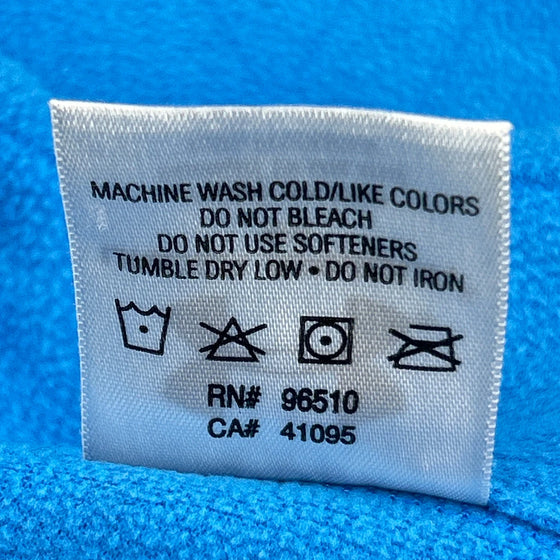 MACHINE WASH COLD/LIKE COLORS
DO NOT BLEACH
DO NOT USE SOFTENERS
TUMBLE DRY LOW • DO NOT IRON
RN# 96510
CA# 41095